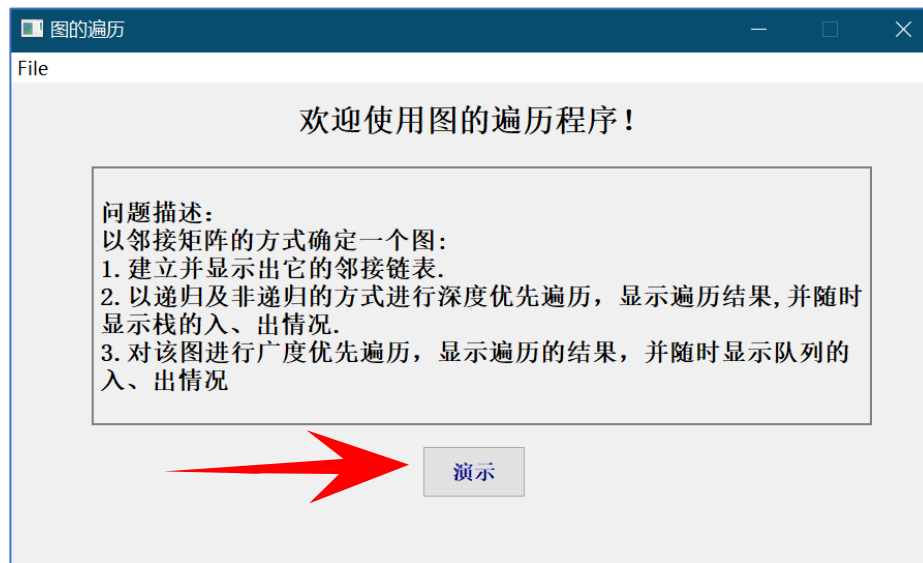 图的遍历
File
欢迎使用图的遍历程序！
问题描述：
以邻接矩阵的方式确定一个图：
1.建立并显示出它的邻接链表.
2.以递归及非递归的方式进行深度优先遍历，显示遍历结果,并随时
显示栈的入、出情况.
3.对该图进行广度优先遍历，显示遍历的结果，并随时显示队列的
入、出情况
演示